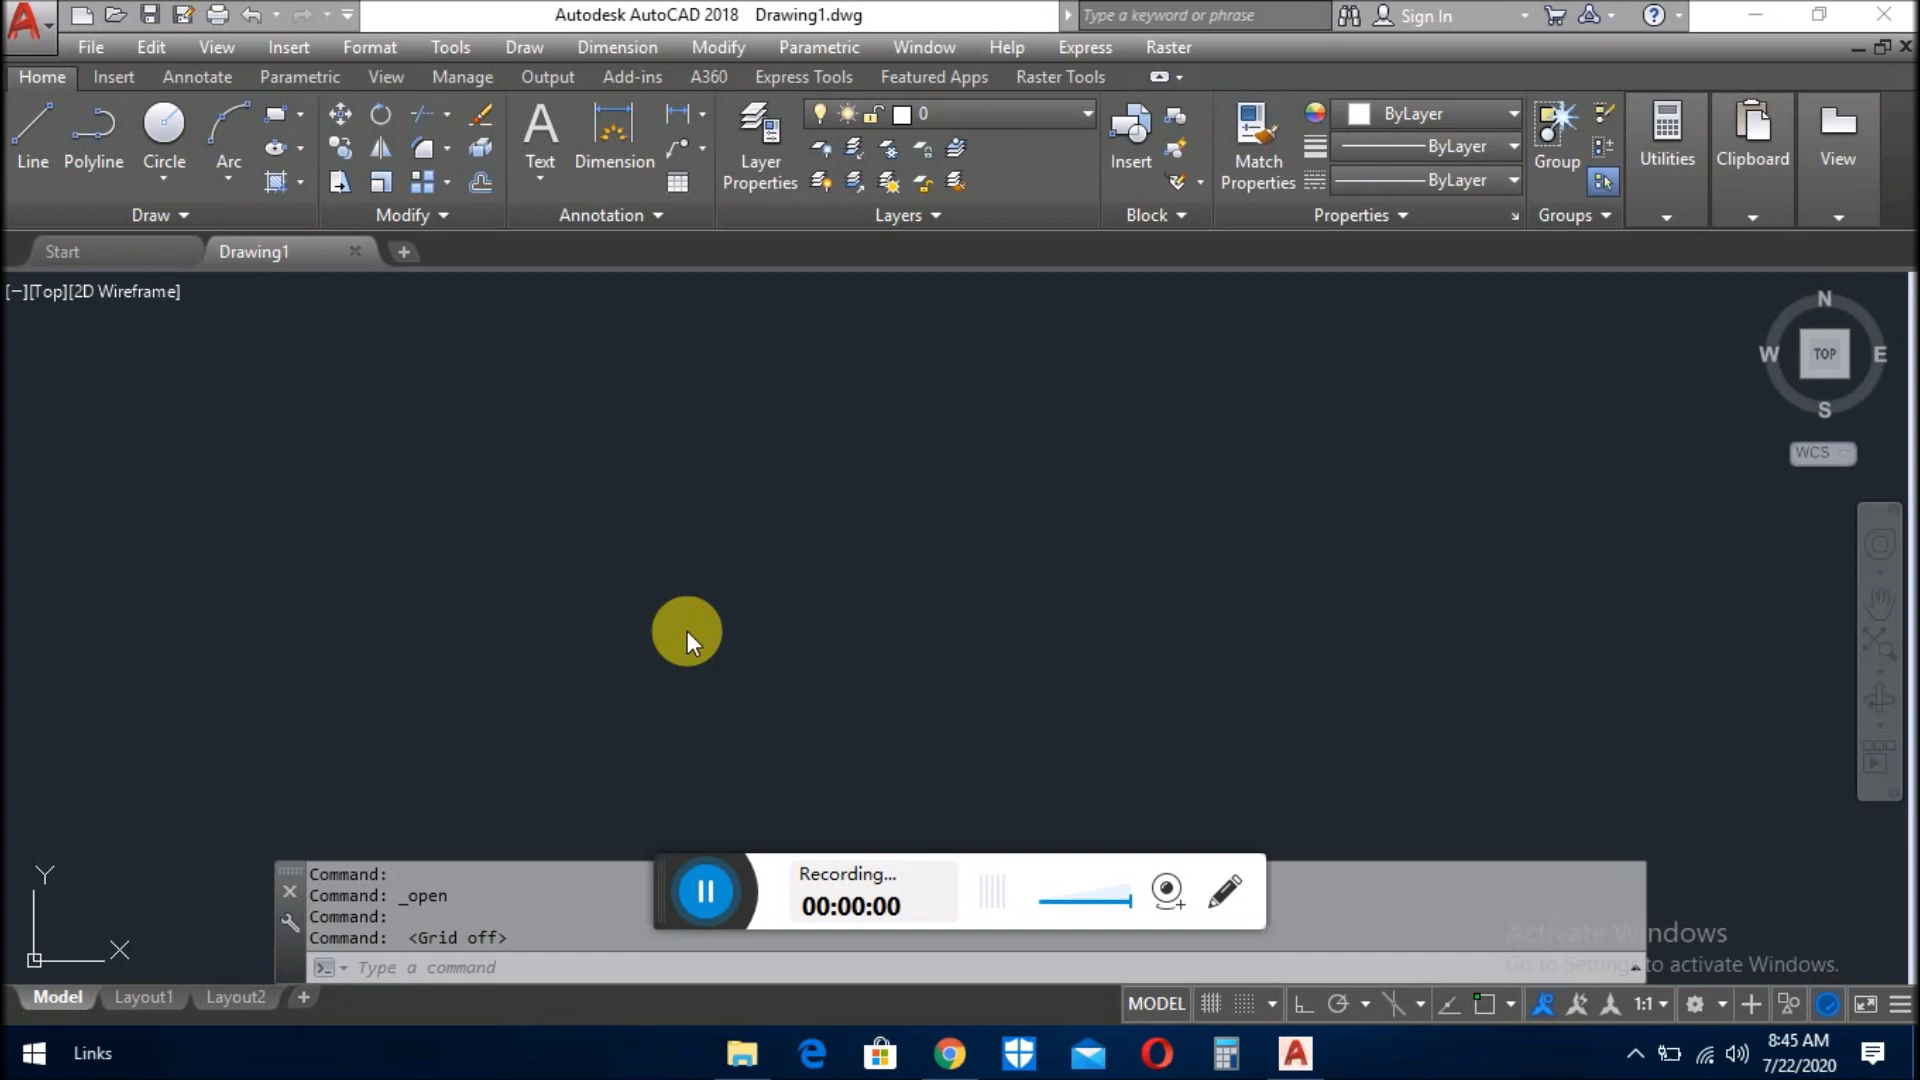 Autodesk AutoCAD 2018 Drawing1.dwg
Type a keyword or phrase
Sign In
File Edit View Insert Format Tools Draw Dimension Modify Parametric Window Help Express Raster
Home Insert Annotate Parametric View Manage Output Add-ins A360 Express Tools Featured Apps Raster Tools
0
ByLayer
ByLayer
ByLayer
Line Polyline Circle Arc
Text Dimension
Layer
Properties
Insert
Match
Properties
Group
Utilities
Clipboard
View
Draw
Modify
Annotation
Layers
Block
Properties
Groups
Start
Drawing1
[−][Top][2D Wireframe]
N
W
TOP
E
S
WCS
Y
X
Command:
Command: _open
Command:
Command: <Grid off>
Type a command
Recording...
00:00:00
Activate Windows
Go to Settings to activate Windows.
Model Layout1 Layout2
MODEL
1:1
Links
8:45 AM
7/22/2020